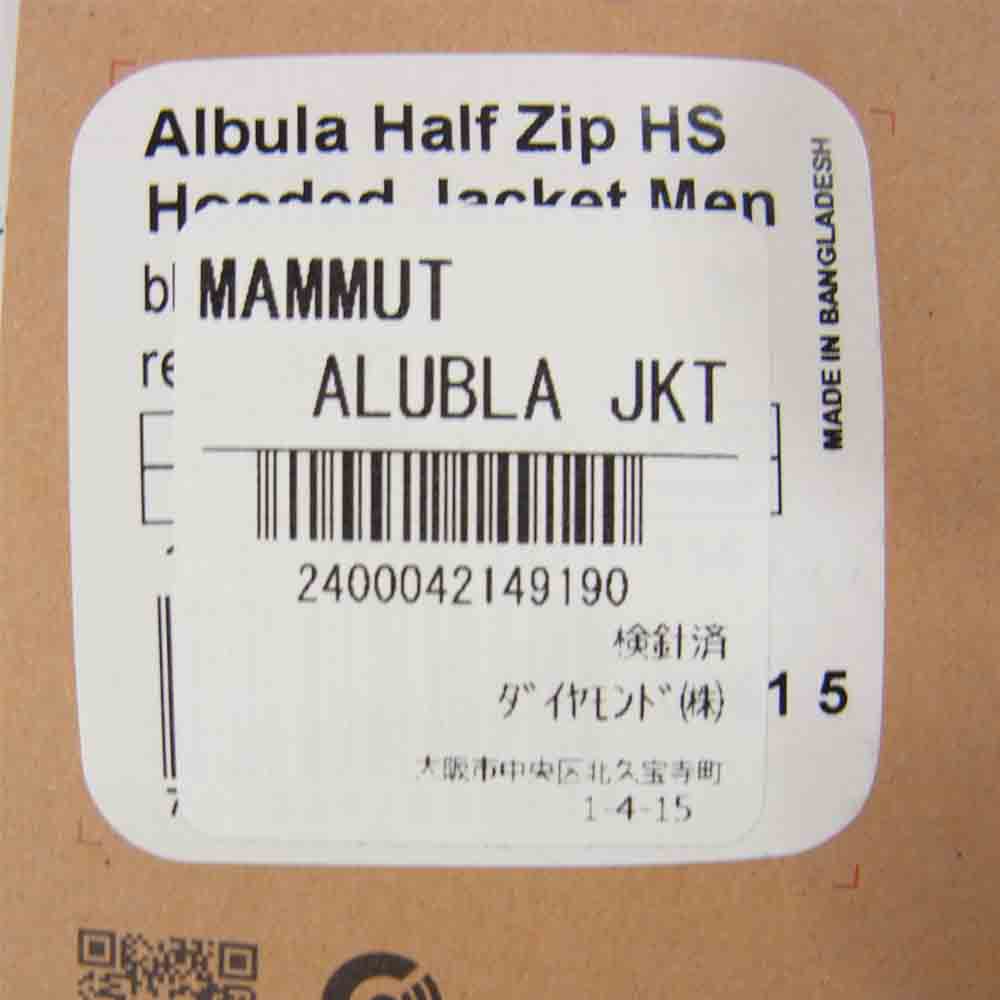 Albula Half Zip HS
Hooded Jacket Men
MAMMUT
ALUBLA JKT
2400042149190
検針済
ダイヤモンド(株)
大阪市中央区北久宝寺町
1-4-15
15
MADE IN BANGLADESH